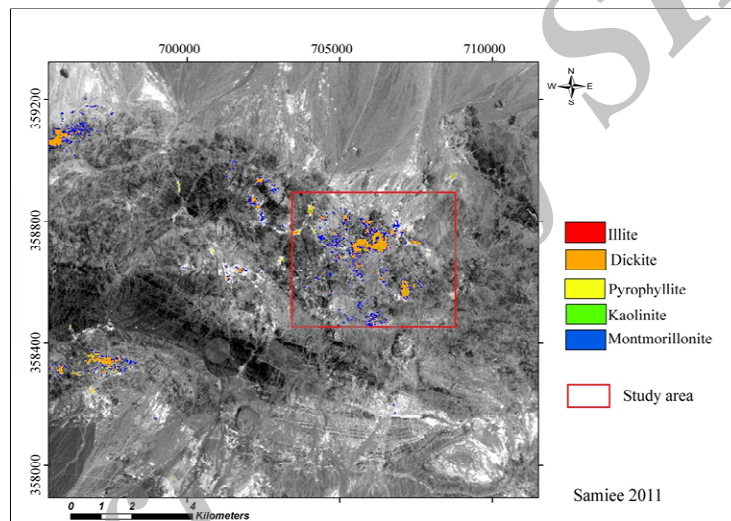 700000 705000 710000
N
W E
S
359200
358800
358400
358000
Illite
Dickite
Pyrophyllite
Kaolinite
Montmorillonite
Study area
Samiee 2011
0 1 2 4
Kilometers